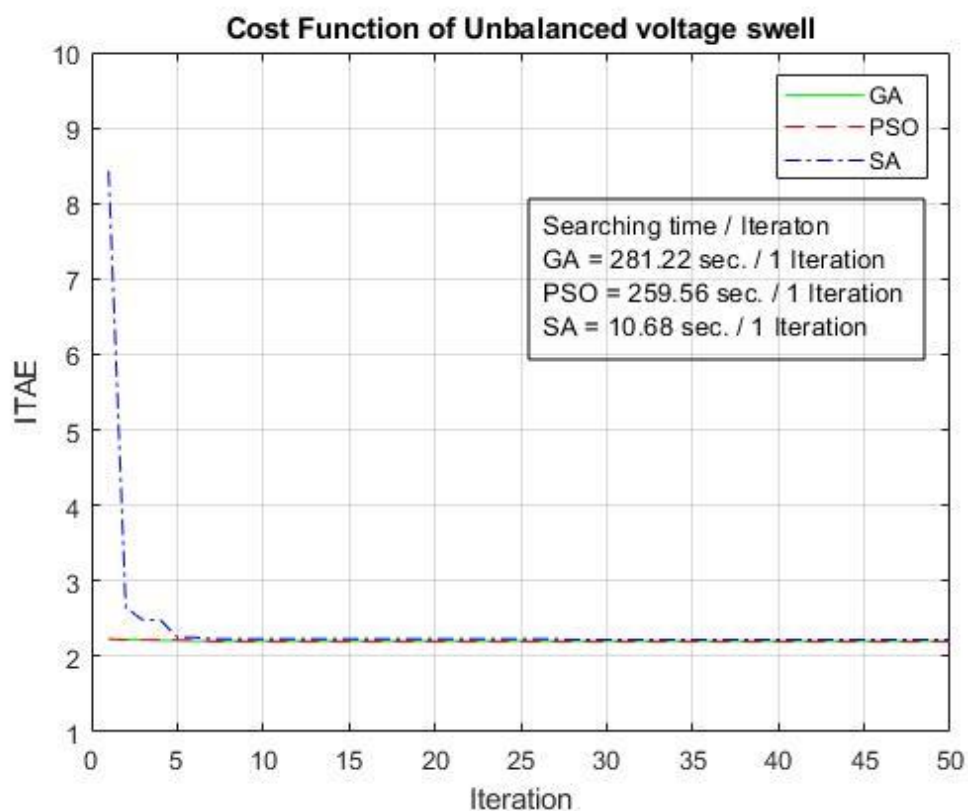 Cost Function of Unbalanced voltage swell
10
9
8
7
6
5
4
3
2
1
ITAE
GA
PSO
SA
Searching time / Iteraton
GA = 281.22 sec. / 1 Iteration
PSO = 259.56 sec. / 1 Iteration
SA = 10.68 sec. / 1 Iteration
0 5 10 15 20 25 30 35 40 45 50
Iteration